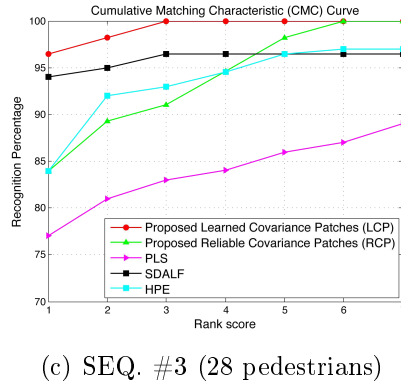 Cumulative Matching Characteristic (CMC) Curve
100
95
90
85
80
75
70
Recognition Percentage
Proposed Learned Covariance Patches (LCP)
Proposed Reliable Covariance Patches (RCP)
PLS
SDALF
HPE
1 2 3 4 5 6
Rank score
(c) SEQ. #3 (28 pedestrians)